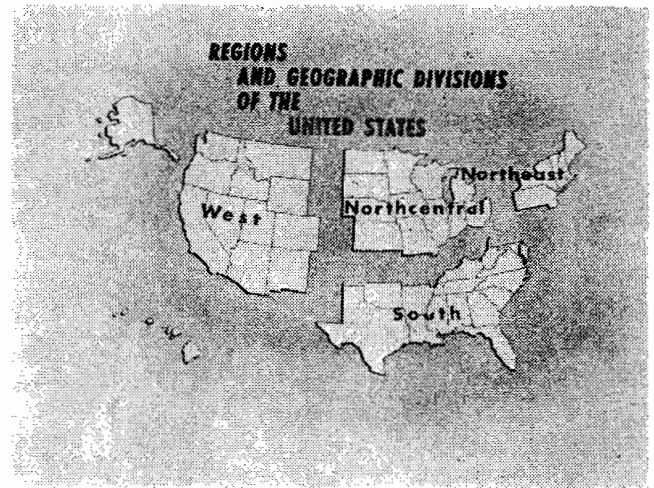 REGIONS
AND GEOGRAPHIC DIVISIONS
OF THE
UNITED STATES
Northeast
West
Northcentral
South